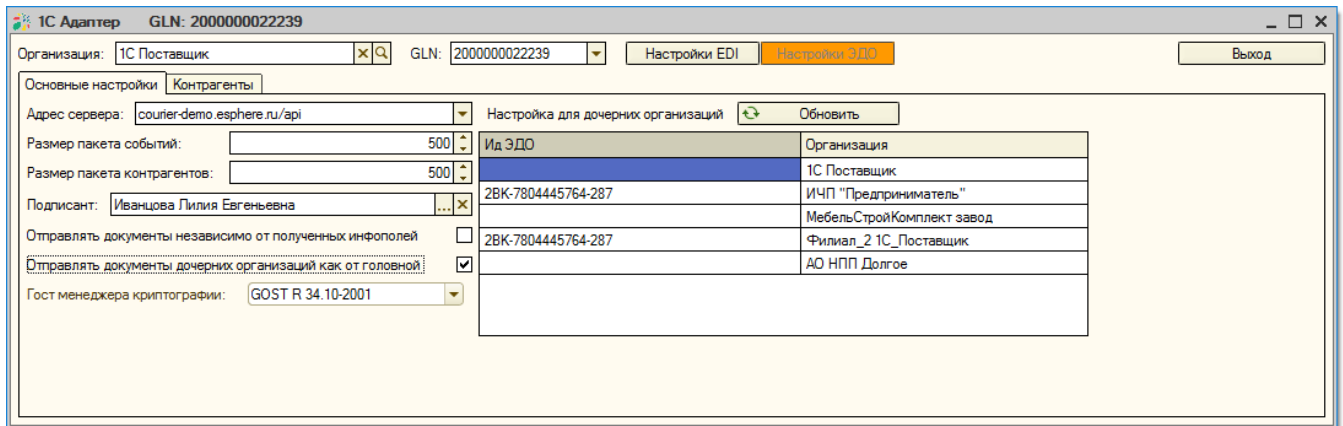 1С Адаптер GLN: 2000000022239
Организация: 1С Поставщик GLN: 2000000022239 Настройки EDI Настройки ЭДО Выход
Основные настройки Контрагенты
Адрес сервера: courier-demo.esphere.ru/api Настройка для дочерних организаций Обновить
Размер пакета событий: 500
Размер пакета контрагентов: 500
Подписант: Иванцова Лилия Евгеньевна
Отправлять документы независимо от полученных инфополей
Отправлять документы дочерних организаций как от головной
Гост менеджера криптографии: GOST R 34.10-2001
Ид ЭДО Организация
1С Поставщик
2BK-7804445764-287 ИЧП "Предприниматель"
МебельСтройКомплект завод
2BK-7804445764-287 Филиал_2 1С_Поставщик
АО НПП Долгое